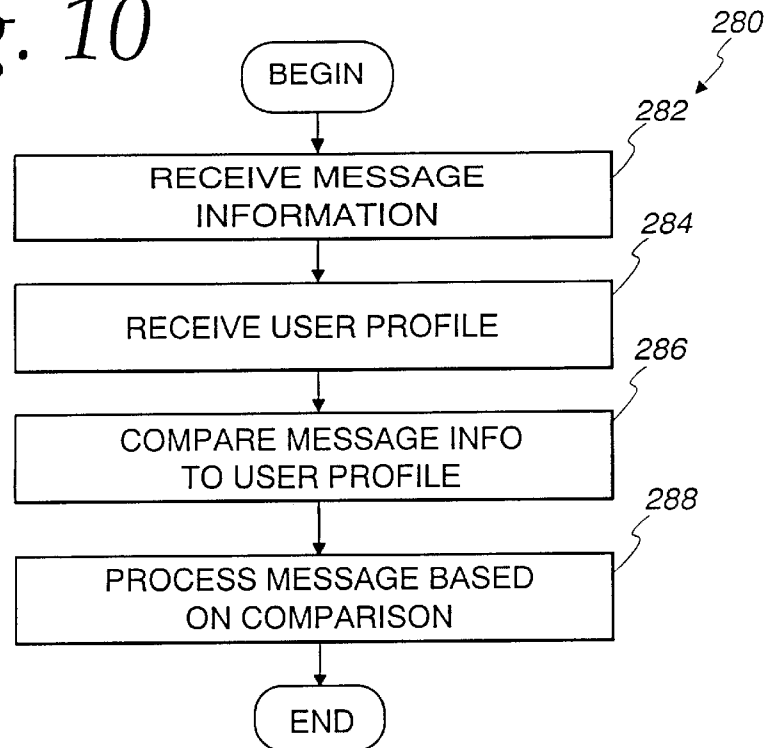 g. 10
280
BEGIN
282
RECEIVE MESSAGE
INFORMATION
284
RECEIVE USER PROFILE
286
COMPARE MESSAGE INFO
TO USER PROFILE
288
PROCESS MESSAGE BASED
ON COMPARISON
END